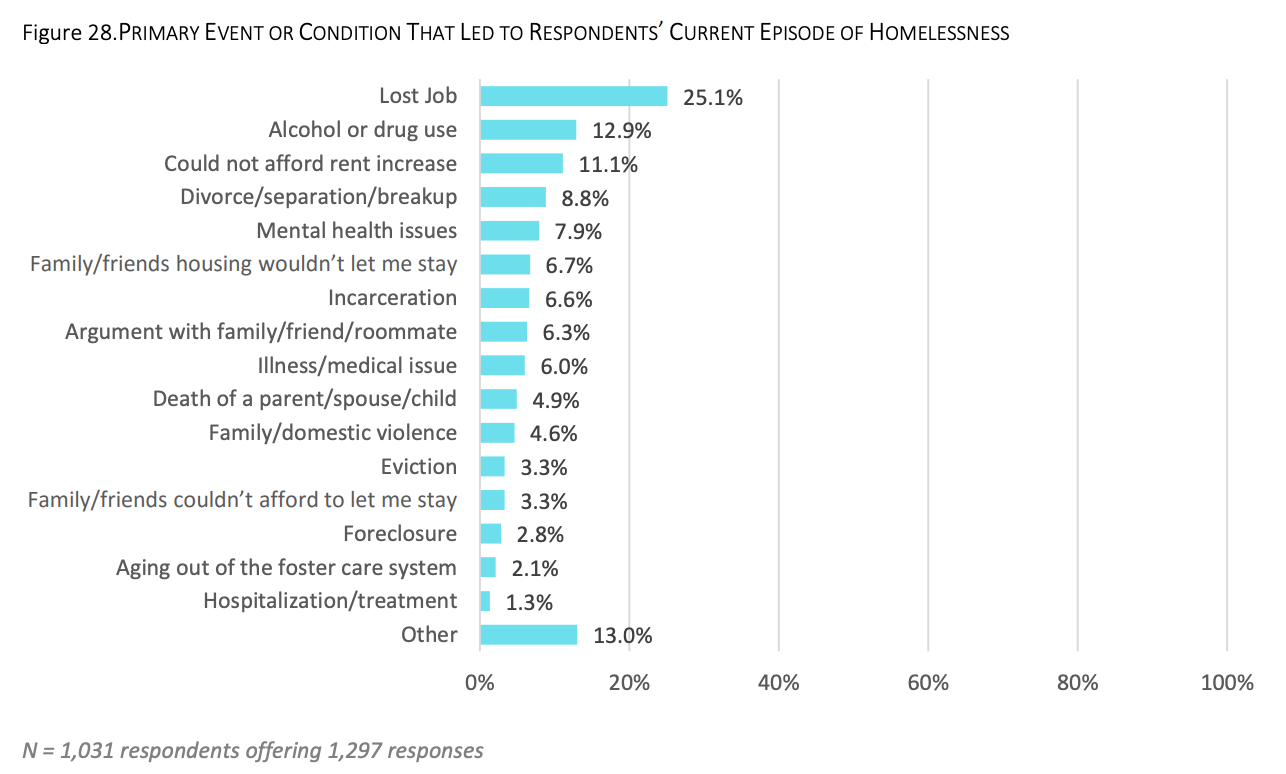 Figure 28.PRIMARY EVENT OR CONDITION THAT LED TO RESPONDENTS’ CURRENT EPISODE OF HOMELESSNESS
Lost Job 25.1%
Alcohol or drug use 12.9%
Could not afford rent increase 11.1%
Divorce/separation/breakup 8.8%
Mental health issues 7.9%
Family/friends housing wouldn’t let me stay 6.7%
Incarceration 6.6%
Argument with family/friend/roommate 6.3%
Illness/medical issue 6.0%
Death of a parent/spouse/child 4.9%
Family/domestic violence 4.6%
Eviction 3.3%
Family/friends couldn’t afford to let me stay 3.3%
Foreclosure 2.8%
Aging out of the foster care system 2.1%
Hospitalization/treatment 1.3%
Other 13.0%
0% 20% 40% 60% 80% 100%
N = 1,031 respondents offering 1,297 responses